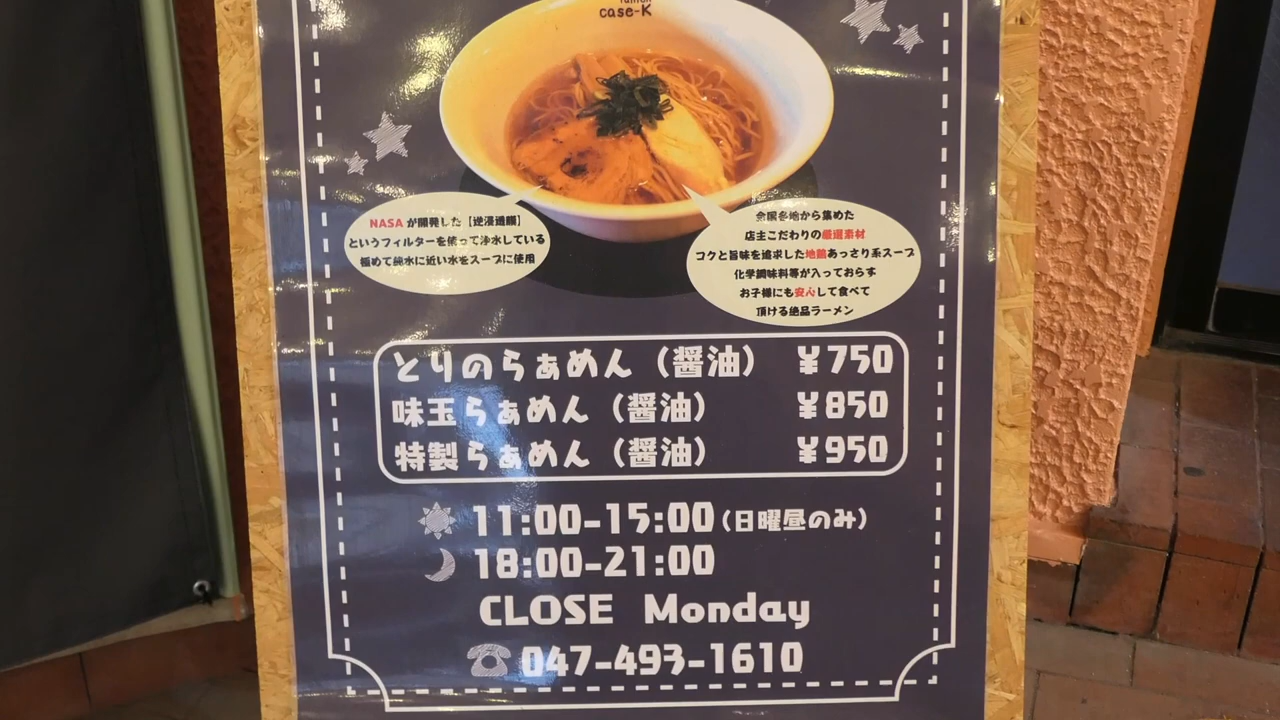 ramen
case-K
NASA が開発した【逆浸透膜】
というフィルターを使って浄水している
極めて純水に近い水をスープに使用
全国各地から集めた
店主こだわりの厳選素材
コクと旨味を追求した地鶏あっさり系スープ
化学調味料等が入っておらず
お子様にも安心して食べて
頂ける絶品ラーメン
とりのらぁめん（醤油） ¥750
味玉らぁめん（醤油） ¥850
特製らぁめん（醤油） ¥950
11:00-15:00(日曜昼のみ)
18:00-21:00
CLOSE Monday
047-493-1610